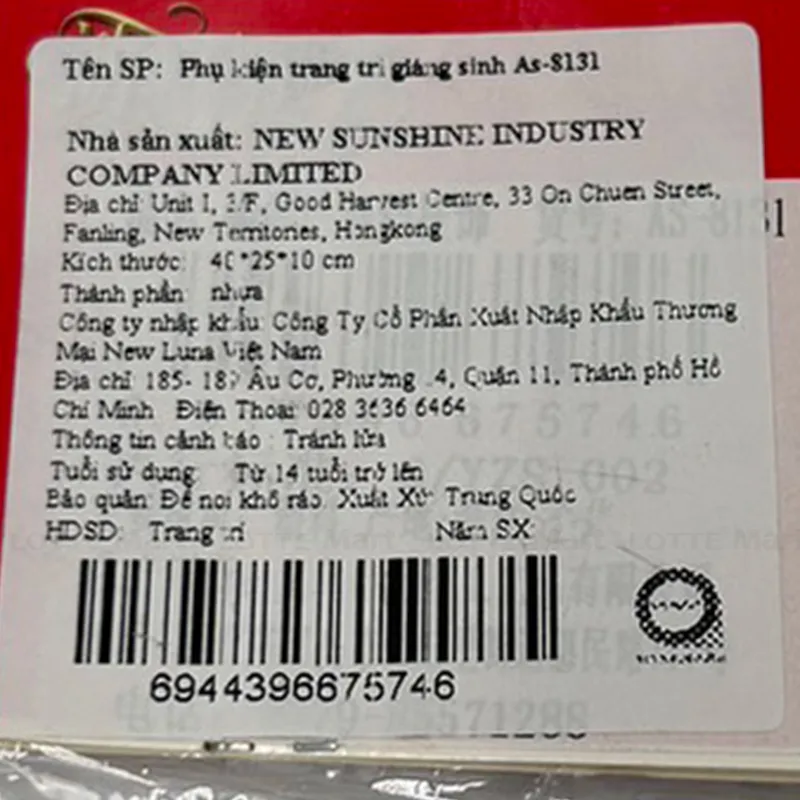 Tên SP: Phụ kiện trang trí giáng sinh As-8131
Nhà sản xuất: NEW SUNSHINE INDUSTRY
COMPANY LIMITED
Địa chỉ: Unit I, 3/F, Good Harvest Centre, 33 On Chuen Street,
Fanling, New Territories, Hongkong
Kích thước: 40*25*10 cm
Thành phần: nhựa
Công ty nhập khẩu: Công Ty Cổ Phần Xuất Nhập Khẩu Thương
Mại New Luna Việt Nam
Địa chỉ: 185- 187 Âu Cơ, Phường 14, Quận 11, Thành phố Hồ
Chí Minh Điện Thoại: 028 3636 6464
Thông tin cảnh báo : Tránh lửa
Tuổi sử dụng: Từ 14 tuổi trở lên
Bảo quản: Để nơi khô ráo. Xuất Xứ: Trung Quốc
HDSD: Trang trí Năm SX:
6944396675746